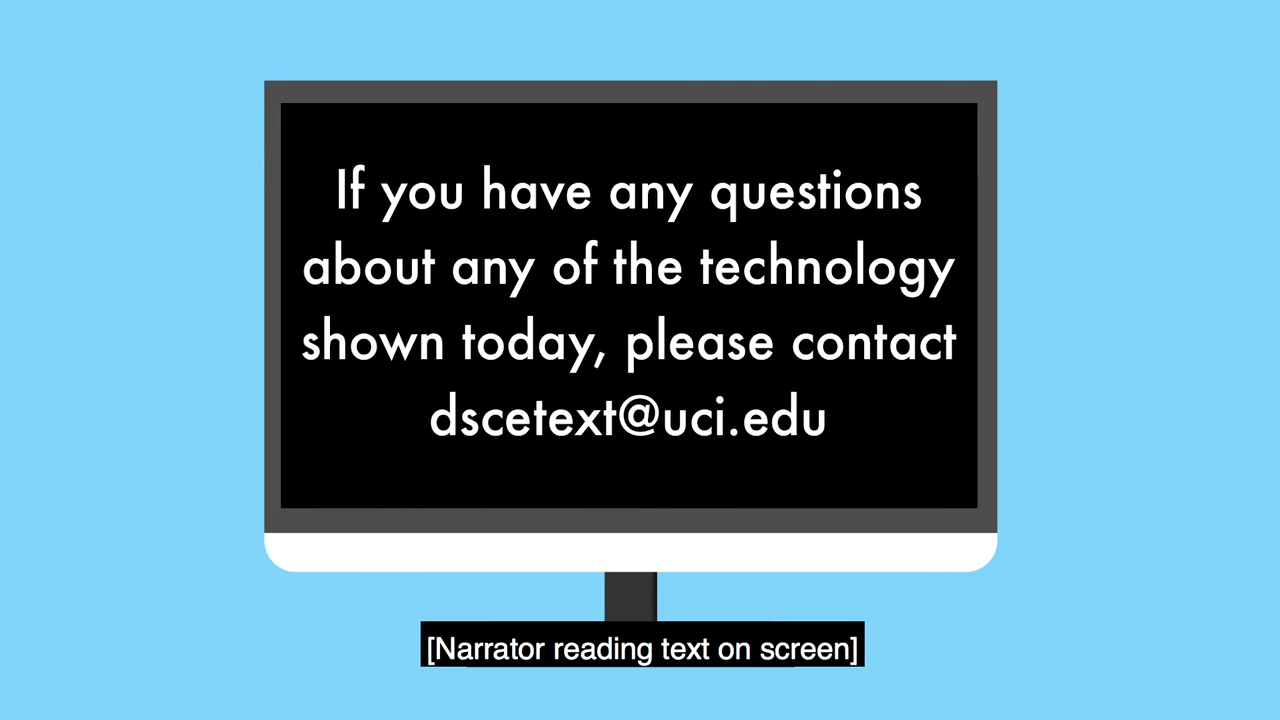 If you have any questions
about any of the technology
shown today, please contact
dscetext@uci.edu
[Narrator reading text on screen]